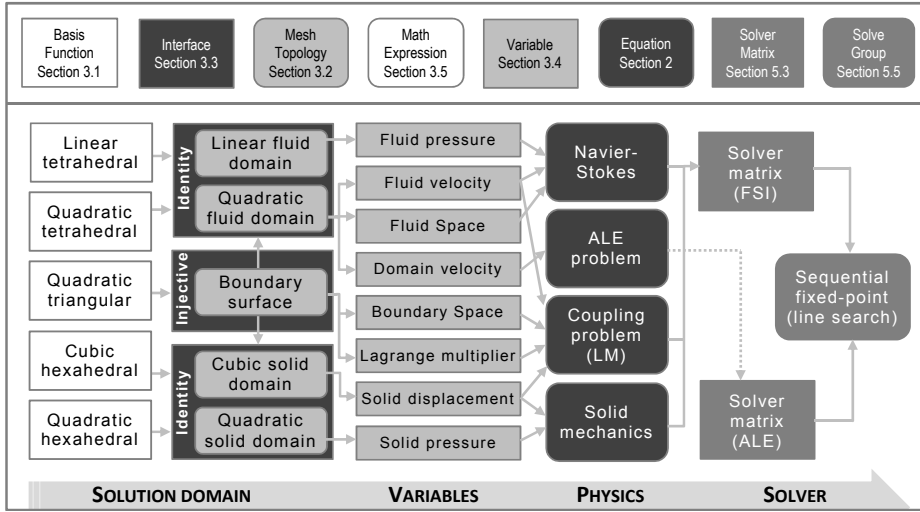 Basis
Function
Section 3.1
Interface
Section 3.3
Mesh
Topology
Section 3.2
Math
Expression
Section 3.5
Variable
Section 3.4
Equation
Section 2
Solver
Matrix
Section 5.3
Solve
Group
Section 5.5
Linear
tetrahedral
Quadratic
tetrahedral
Quadratic
triangular
Cubic
hexahedral
Quadratic
hexahedral
Identity
Linear fluid
domain
Quadratic
fluid domain
Injective
Boundary
surface
Identity
Cubic solid
domain
Quadratic
solid domain
Fluid pressure
Fluid velocity
Fluid Space
Domain velocity
Boundary Space
Lagrange multiplier
Solid displacement
Solid pressure
Navier-
Stokes
ALE
problem
Coupling
problem
(LM)
Solid
mechanics
Solver
matrix
(FSI)
Solver
matrix
(ALE)
Sequential
fixed-point
(line search)
SOLUTION DOMAIN
VARIABLES
PHYSICS
SOLVER